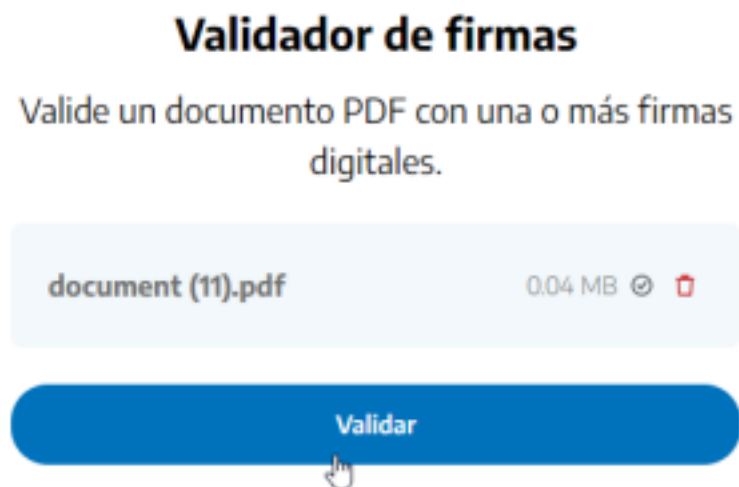 Validador de firmas
Valide un documento PDF con una o más firmas
digitales.
document (11).pdf 0.04 MB
Validar